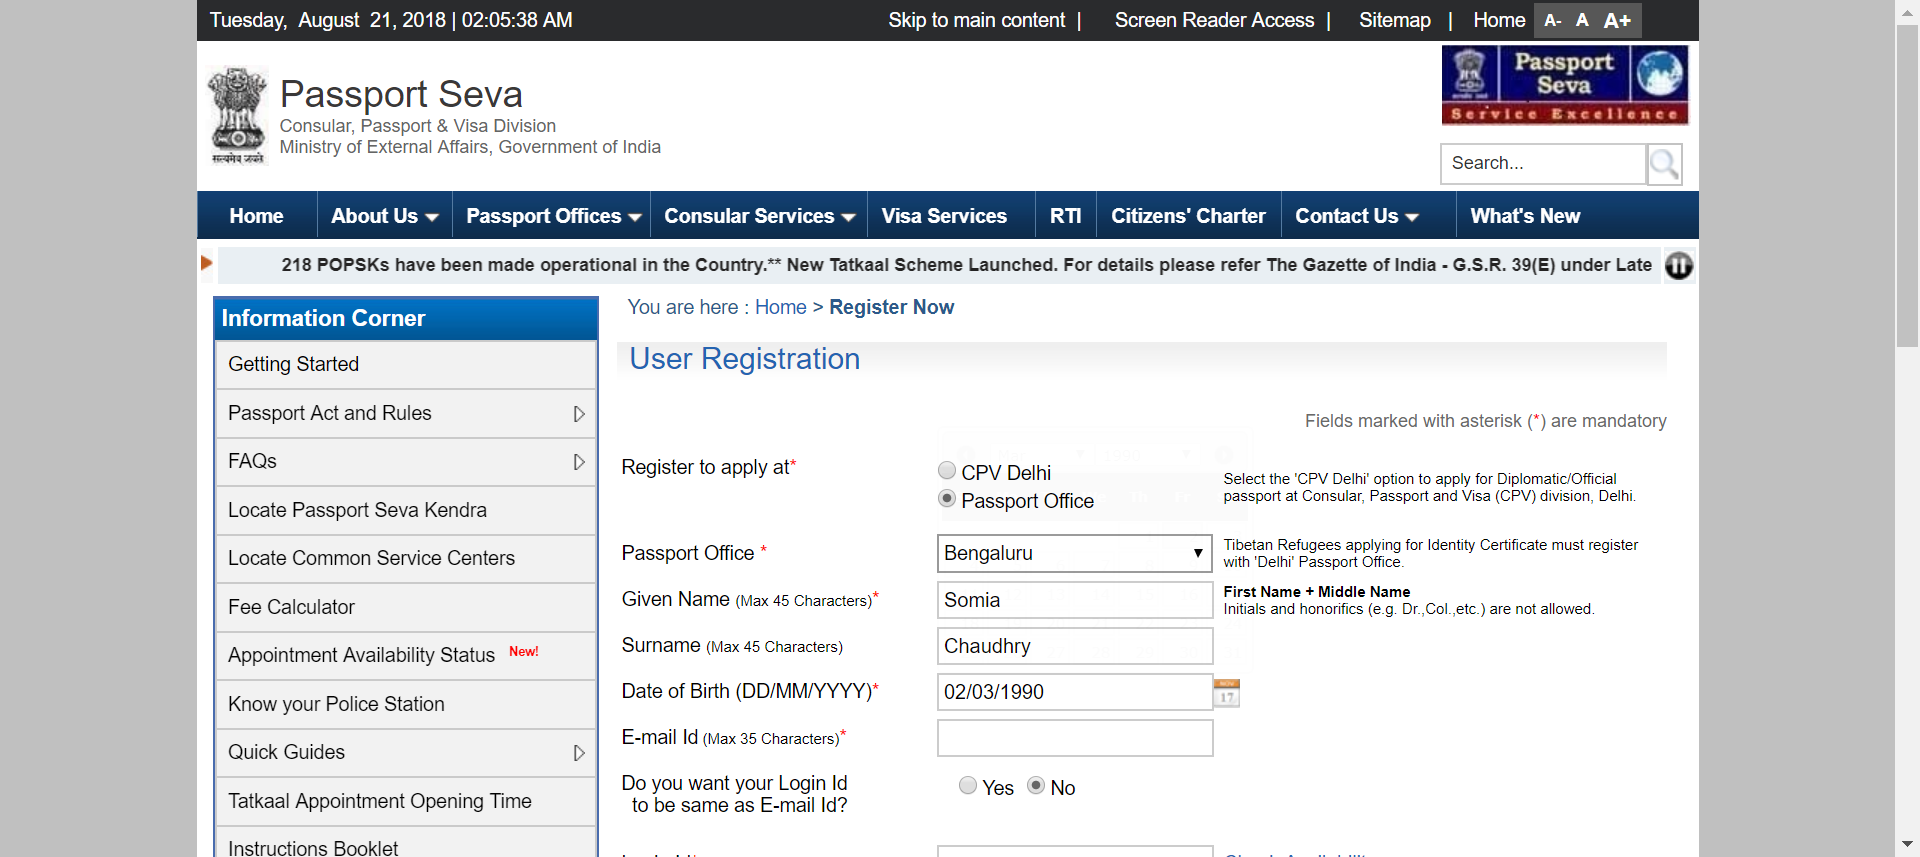 Tuesday, August 21, 2018 | 02:05:38 AM
Skip to main content | Screen Reader Access | Sitemap | Home A- A A+
Passport Seva
Consular, Passport & Visa Division
Ministry of External Affairs, Government of India
सत्यमेव जयते
Passport
Seva
Service Excellence
Search...
Home About Us Passport Offices Consular Services Visa Services RTI Citizens' Charter Contact Us What's New
218 POPSKs have been made operational in the Country.** New Tatkaal Scheme Launched. For details please refer The Gazette of India - G.S.R. 39(E) under Late
Information Corner
Getting Started
Passport Act and Rules
FAQs
Locate Passport Seva Kendra
Locate Common Service Centers
Fee Calculator
Appointment Availability Status New!
Know your Police Station
Quick Guides
Tatkaal Appointment Opening Time
Instructions Booklet
You are here : Home > Register Now
User Registration
Fields marked with asterisk (*) are mandatory
Register to apply at*
CPV Delhi
Passport Office
Select the 'CPV Delhi' option to apply for Diplomatic/Official
passport at Consular, Passport and Visa (CPV) division, Delhi.
Passport Office *
Bengaluru
Tibetan Refugees applying for Identity Certificate must register
with 'Delhi' Passport Office.
Given Name (Max 45 Characters)*
Somia
First Name + Middle Name
Initials and honorifics (e.g. Dr.,Col.,etc.) are not allowed.
Surname (Max 45 Characters)
Chaudhry
Date of Birth (DD/MM/YYYY)*
02/03/1990
NOV
17
E-mail Id (Max 35 Characters)*
Do you want your Login Id
to be same as E-mail Id?
Yes No